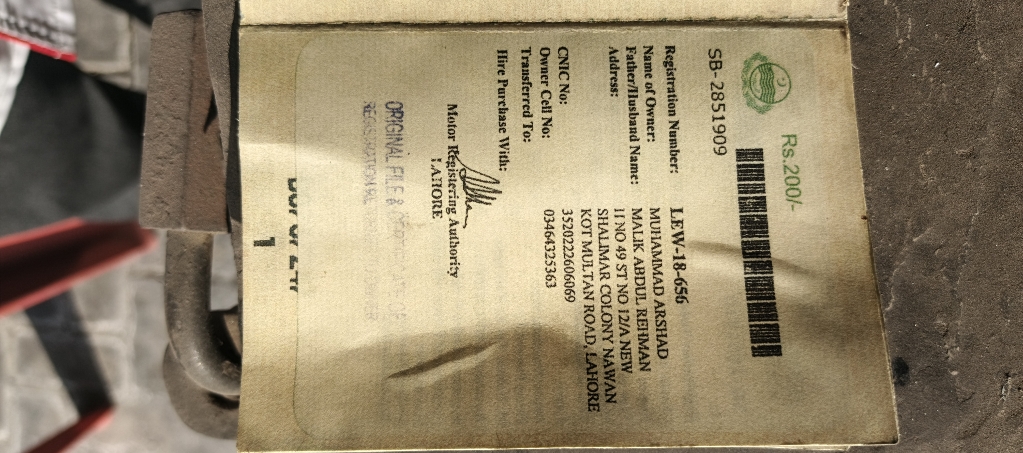 Rs.200/-
SB-2851909
Registration Number: LEW-18-656
Name of Owner: MUHAMMAD ARSHAD
Father/Husband Name: MALIK ABDUL REHMAN
Address: H NO 49 ST NO 12/A NEW
SHALIMAR COLONY NAWAN
KOT MULTAN ROAD, LAHORE
CNIC No: 3520222606069
Owner Cell No: 03464325363
Transferred To:
Hire Purchase With:
Motor Registering Authority
LAHORE
ORIGINAL FILE &
1